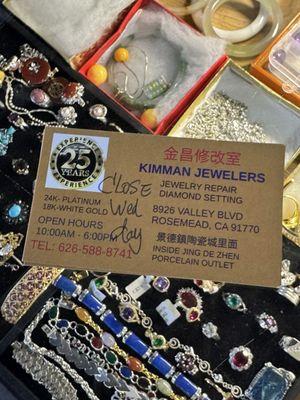 EXPERIENCE
25
YEARS
EXPERIENCE
24K- PLATINUM
18K-WHITE GOLD
OPEN HOURS
10:00AM - 6:00PM
TEL: 626-588-8741
Close
Wed
day
金昌修改室
KIMMAN JEWELERS
JEWELRY REPAIR
DIAMOND SETTING
8926 VALLEY BLVD
ROSEMEAD, CA 91770
景德鎮陶瓷城里面
INSIDE JING DE ZHEN
PORCELAIN OUTLET